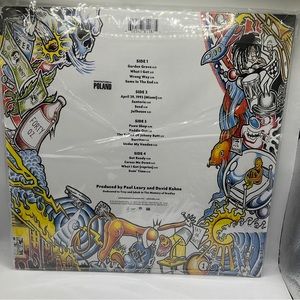 POLAND
SIDE 1
Garden Grove
What I Got
Wrong Way
Same In The End
SIDE 2
April 29, 1992 (Miami)
Santeria
Seed
Jailhouse
SIDE 3
Pawn Shop
Paddle Out
The Ballad of Johnny Butt
Burritos
Under My Voodoo
SIDE 4
Get Ready
Caress Me Down
What I Got (reprise)
Doin' Time
Produced by Paul Leary and David Kahne